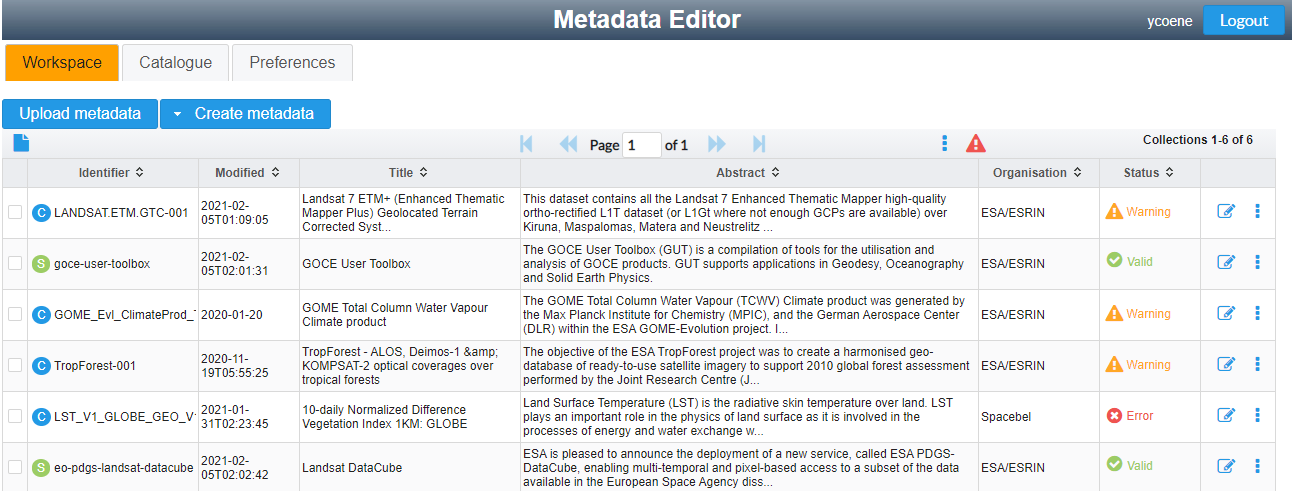 Metadata Editor
ycoene
Logout
Workspace
Catalogue
Preferences
Upload metadata
Create metadata
Page 1 of 1
Collections 1-6 of 6
Identifier
Modified
Title
Abstract
Organisation
Status
C
LANDSAT.ETM.GTC-001
2021-02-
05T01:09:05
Landsat 7 ETM+ (Enhanced Thematic
Mapper Plus) Geolocated Terrain
Corrected Syst...
This dataset contains all the Landsat 7 Enhanced Thematic Mapper high-quality
ortho-rectified L1T dataset (or L1Gt where not enough GCPs are available) over
Kiruna, Maspalomas, Matera and Neustrelitz ...
ESA/ESRIN
Warning
S
goce-user-toolbox
2021-02-
05T02:01:31
GOCE User Toolbox
The GOCE User Toolbox (GUT) is a compilation of tools for the utilisation and
analysis of GOCE products. GUT supports applications in Geodesy, Oceanography
and Solid Earth Physics.
ESA/ESRIN
Valid
C
GOME_Evl_ClimateProd_
2020-01-20
GOME Total Column Water Vapour
Climate product
The GOME Total Column Water Vapour (TCWV) Climate product was generated by
the Max Planck Institute for Chemistry (MPIC), and the German Aerospace Center
(DLR) within the ESA GOME-Evolution project. I...
ESA/ESRIN
Warning
C
TropForest-001
2020-11-
19T05:55:25
TropForest - ALOS, Deimos-1 &amp;
KOMPSAT-2 optical coverages over
tropical forests
The objective of the ESA TropForest project was to create a harmonised geo-
database of ready-to-use satellite imagery to support 2010 global forest assessment
performed by the Joint Research Centre (J...
ESA/ESRIN
Warning
C
LST_V1_GLOBE_GEO_V
2021-01-
31T02:23:45
10-daily Normalized Difference
Vegetation Index 1KM: GLOBE
Land Surface Temperature (LST) is the radiative skin temperature over land. LST
plays an important role in the physics of land surface as it is involved in the
processes of energy and water exchange w...
Spacebel
Error
S
eo-pdgs-landsat-datacube
2021-02-
05T02:02:42
Landsat DataCube
ESA is pleased to announce the deployment of a new service, called ESA PDGS-
DataCube, enabling multi-temporal and pixel-based access to a subset of the data
available in the European Space Agency diss...
ESA/ESRIN
Valid